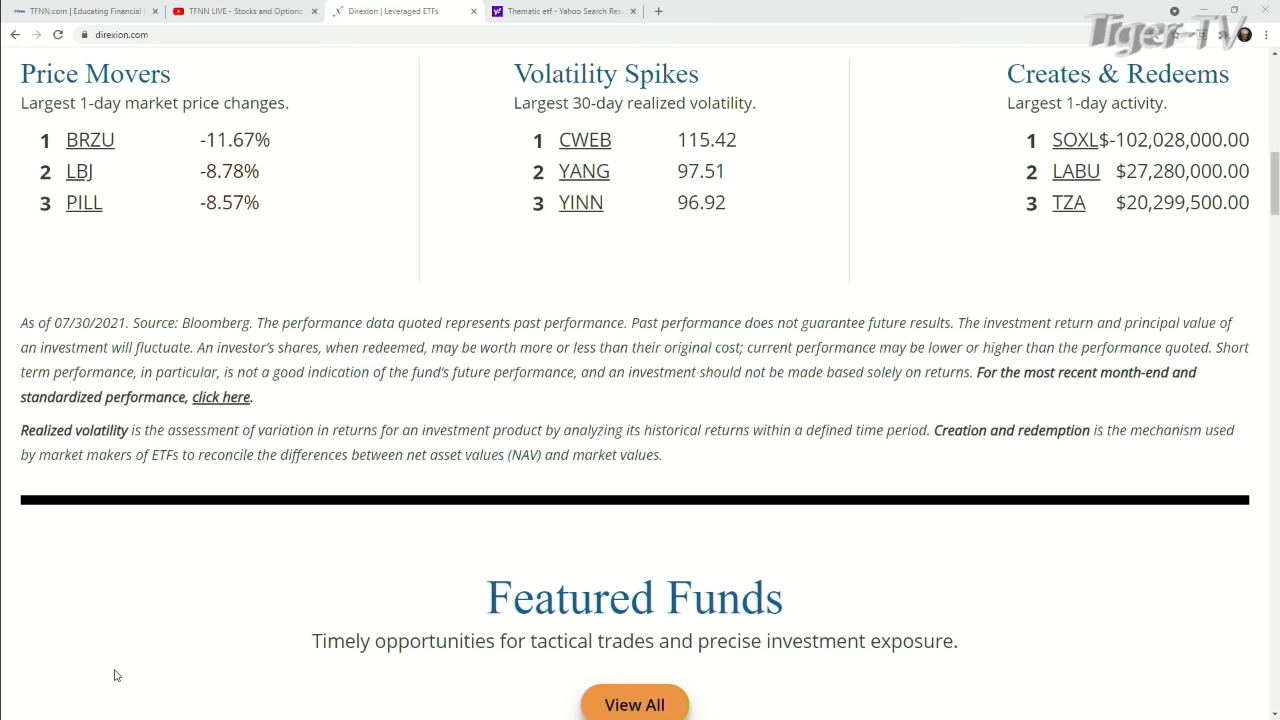 TFNN.com | Educating Financial
TFNN LIVE - Stocks and Options
Direxion | Leveraged ETFs
Thematic etf - Yahoo Search Res
direxion.com
Tiger-TV
Price Movers
Largest 1-day market price changes.
1 BRZU -11.67%
2 LBJ -8.78%
3 PILL -8.57%
Volatility Spikes
Largest 30-day realized volatility.
1 CWEB 115.42
2 YANG 97.51
3 YINN 96.92
Creates & Redeems
Largest 1-day activity.
1 SOXL $-102,028,000.00
2 LABU $27,280,000.00
3 TZA $20,299,500.00
As of 07/30/2021. Source: Bloomberg. The performance data quoted represents past performance. Past performance does not guarantee future results. The investment return and principal value of
an investment will fluctuate. An investor's shares, when redeemed, may be worth more or less than their original cost; current performance may be lower or higher than the performance quoted. Short
term performance, in particular, is not a good indication of the fund's future performance, and an investment should not be made based solely on returns. For the most recent month-end and
standardized performance, click here.
Realized volatility is the assessment of variation in returns for an investment product by analyzing its historical returns within a defined time period. Creation and redemption is the mechanism used
by market makers of ETFs to reconcile the differences between net asset values (NAV) and market values.
Featured Funds
Timely opportunities for tactical trades and precise investment exposure.
View All